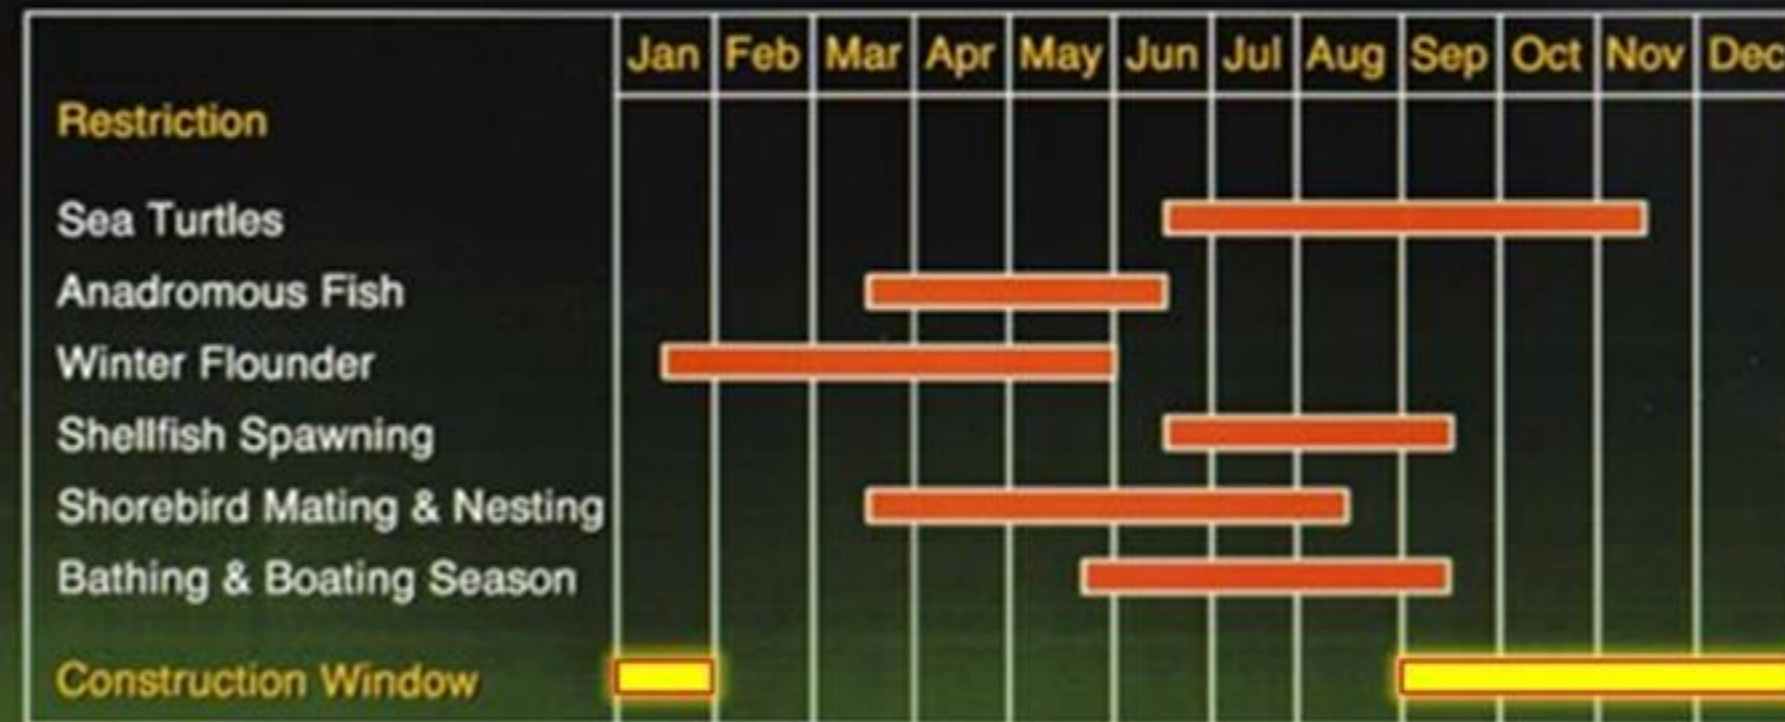 Jan Feb Mar Apr May Jun Jul Aug Sep Oct Nov Dec
Restriction
Sea Turtles
Anadromous Fish
Winter Flounder
Shellfish Spawning
Shorebird Mating & Nesting
Bathing & Boating Season
Construction Window